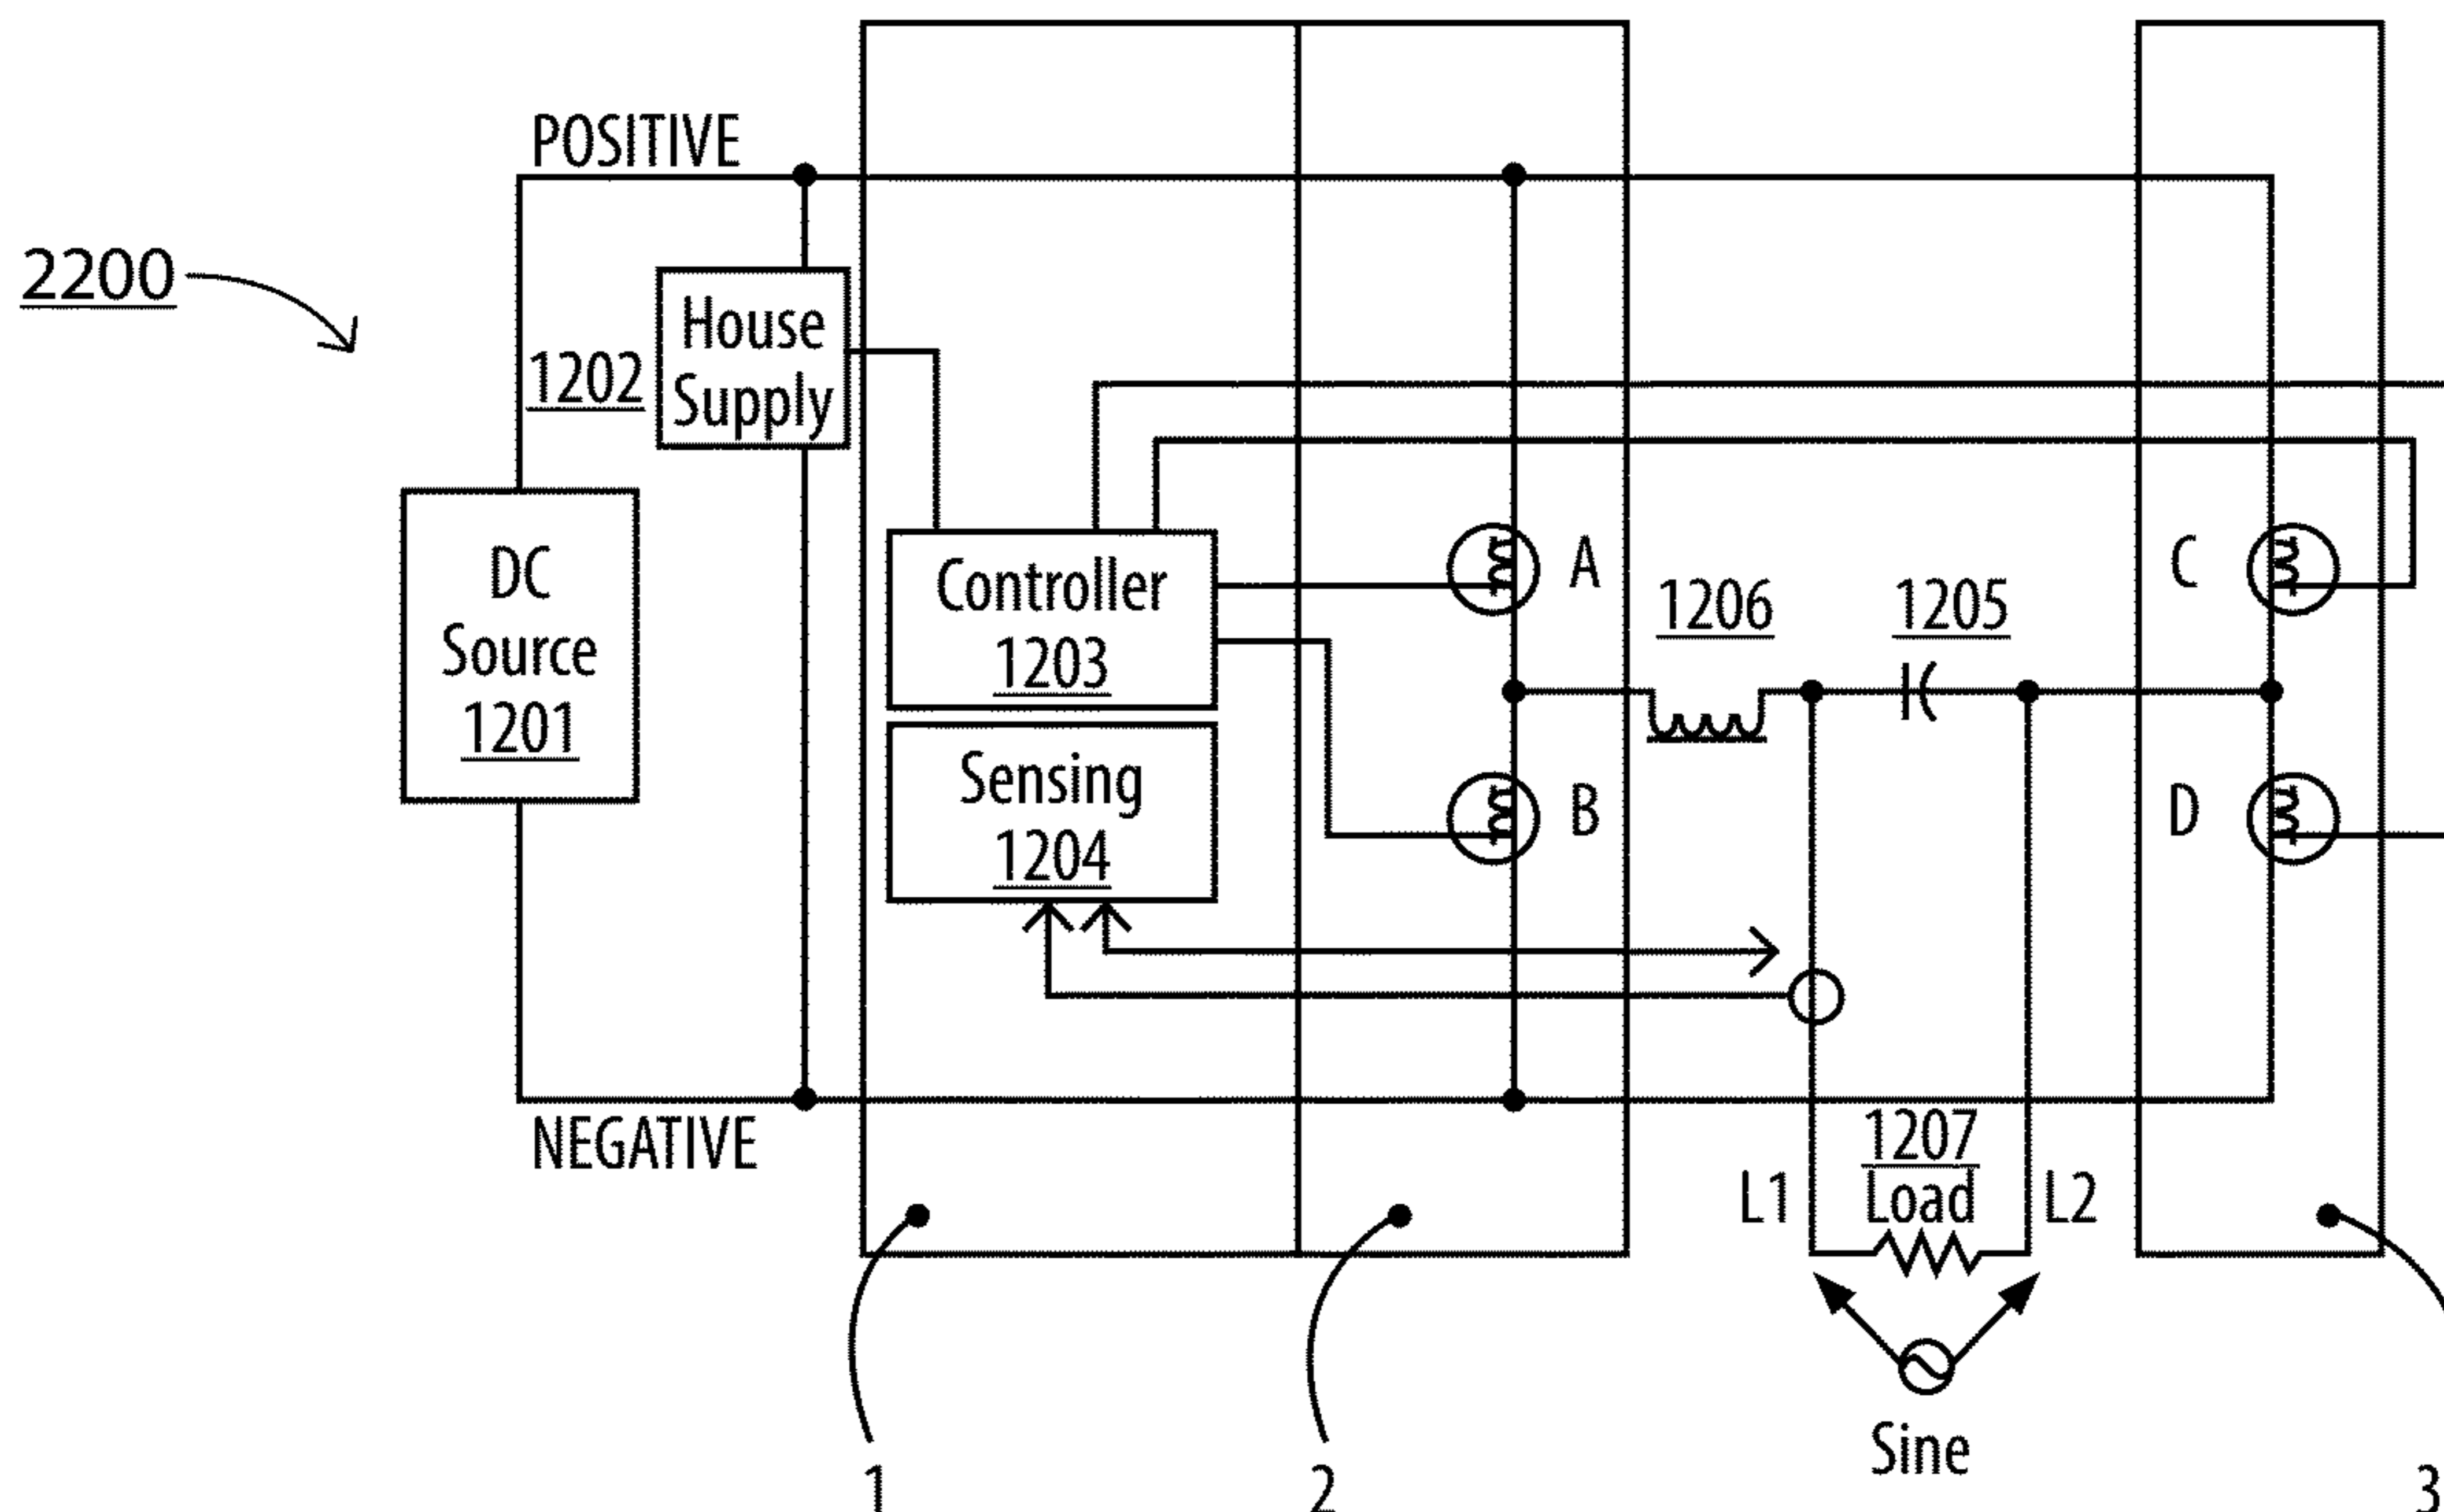 POSITIVE
2200
1202
House
Supply
DC
Source
1201
Controller
1203
Sensing
1204
A
B
1206
1205
C
D
NEGATIVE
1207
L1
Load
L2
Sine
1
2
3